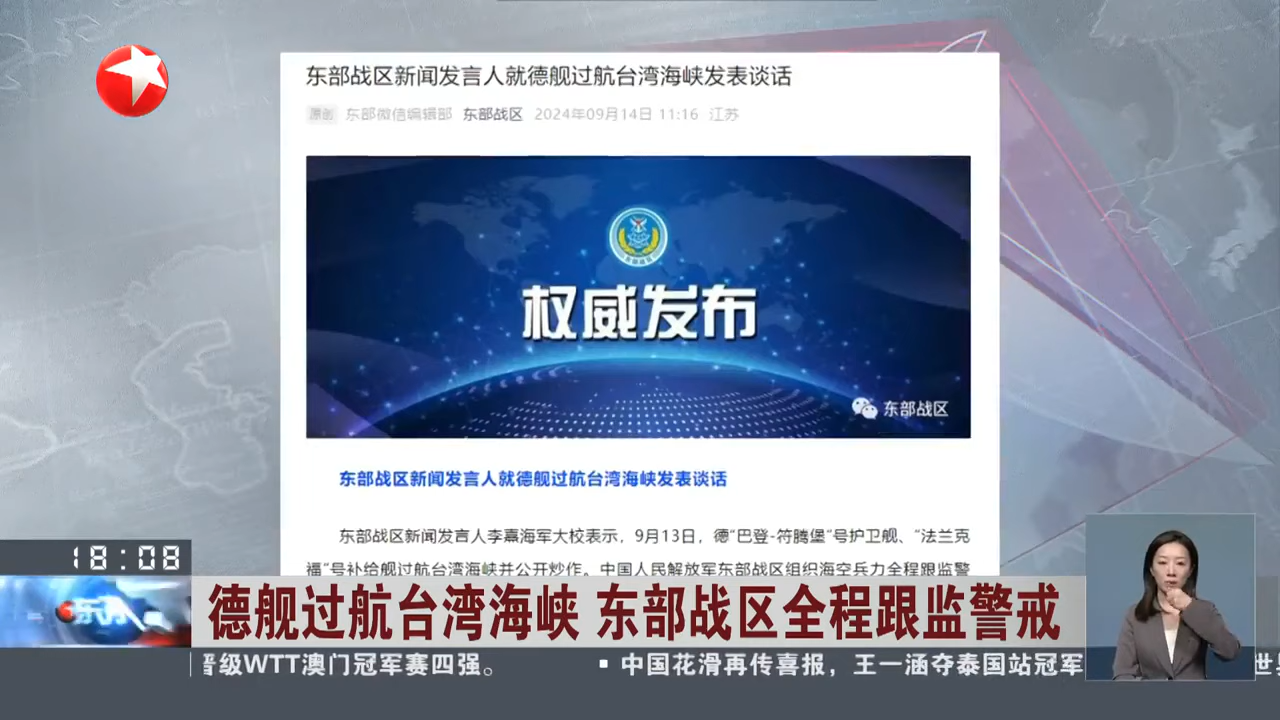 东部战区新闻发言人就德舰过航台湾海峡发表谈话
原创 东部微信编辑部 东部战区 2024年09月14日 11:16 江苏
权威发布
东部战区
东部战区新闻发言人就德舰过航台湾海峡发表谈话
东部战区新闻发言人李熹海军大校表示，9月13日，德“巴登-符腾堡”号护卫舰、“法兰克
福”号补给舰过航台湾海峡并公开炒作。中国人民解放军东部战区组织海空兵力全程跟监警
18:08
德舰过航台湾海峡 东部战区全程跟监警戒
晋级WTT澳门冠军赛四强。 ▪ 中国花滑再传喜报，王一涵夺泰国站冠军
世界